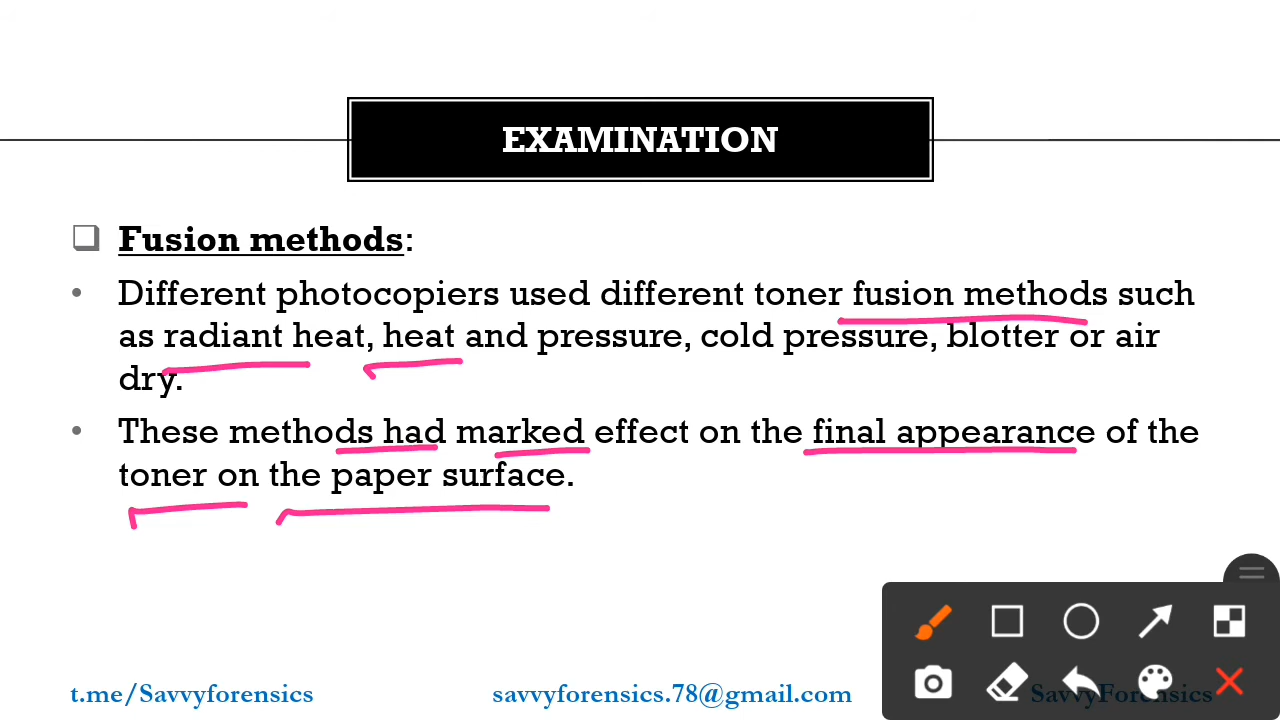 EXAMINATION
Fusion methods:
Different photocopiers used different toner fusion methods such
as radiant heat, heat and pressure, cold pressure, blotter or air
dry.
These methods had marked effect on the final appearance of the
toner on the paper surface.
t.me/Savvyforensics
savvyforensics.78@gmail.com
SavvyForensics